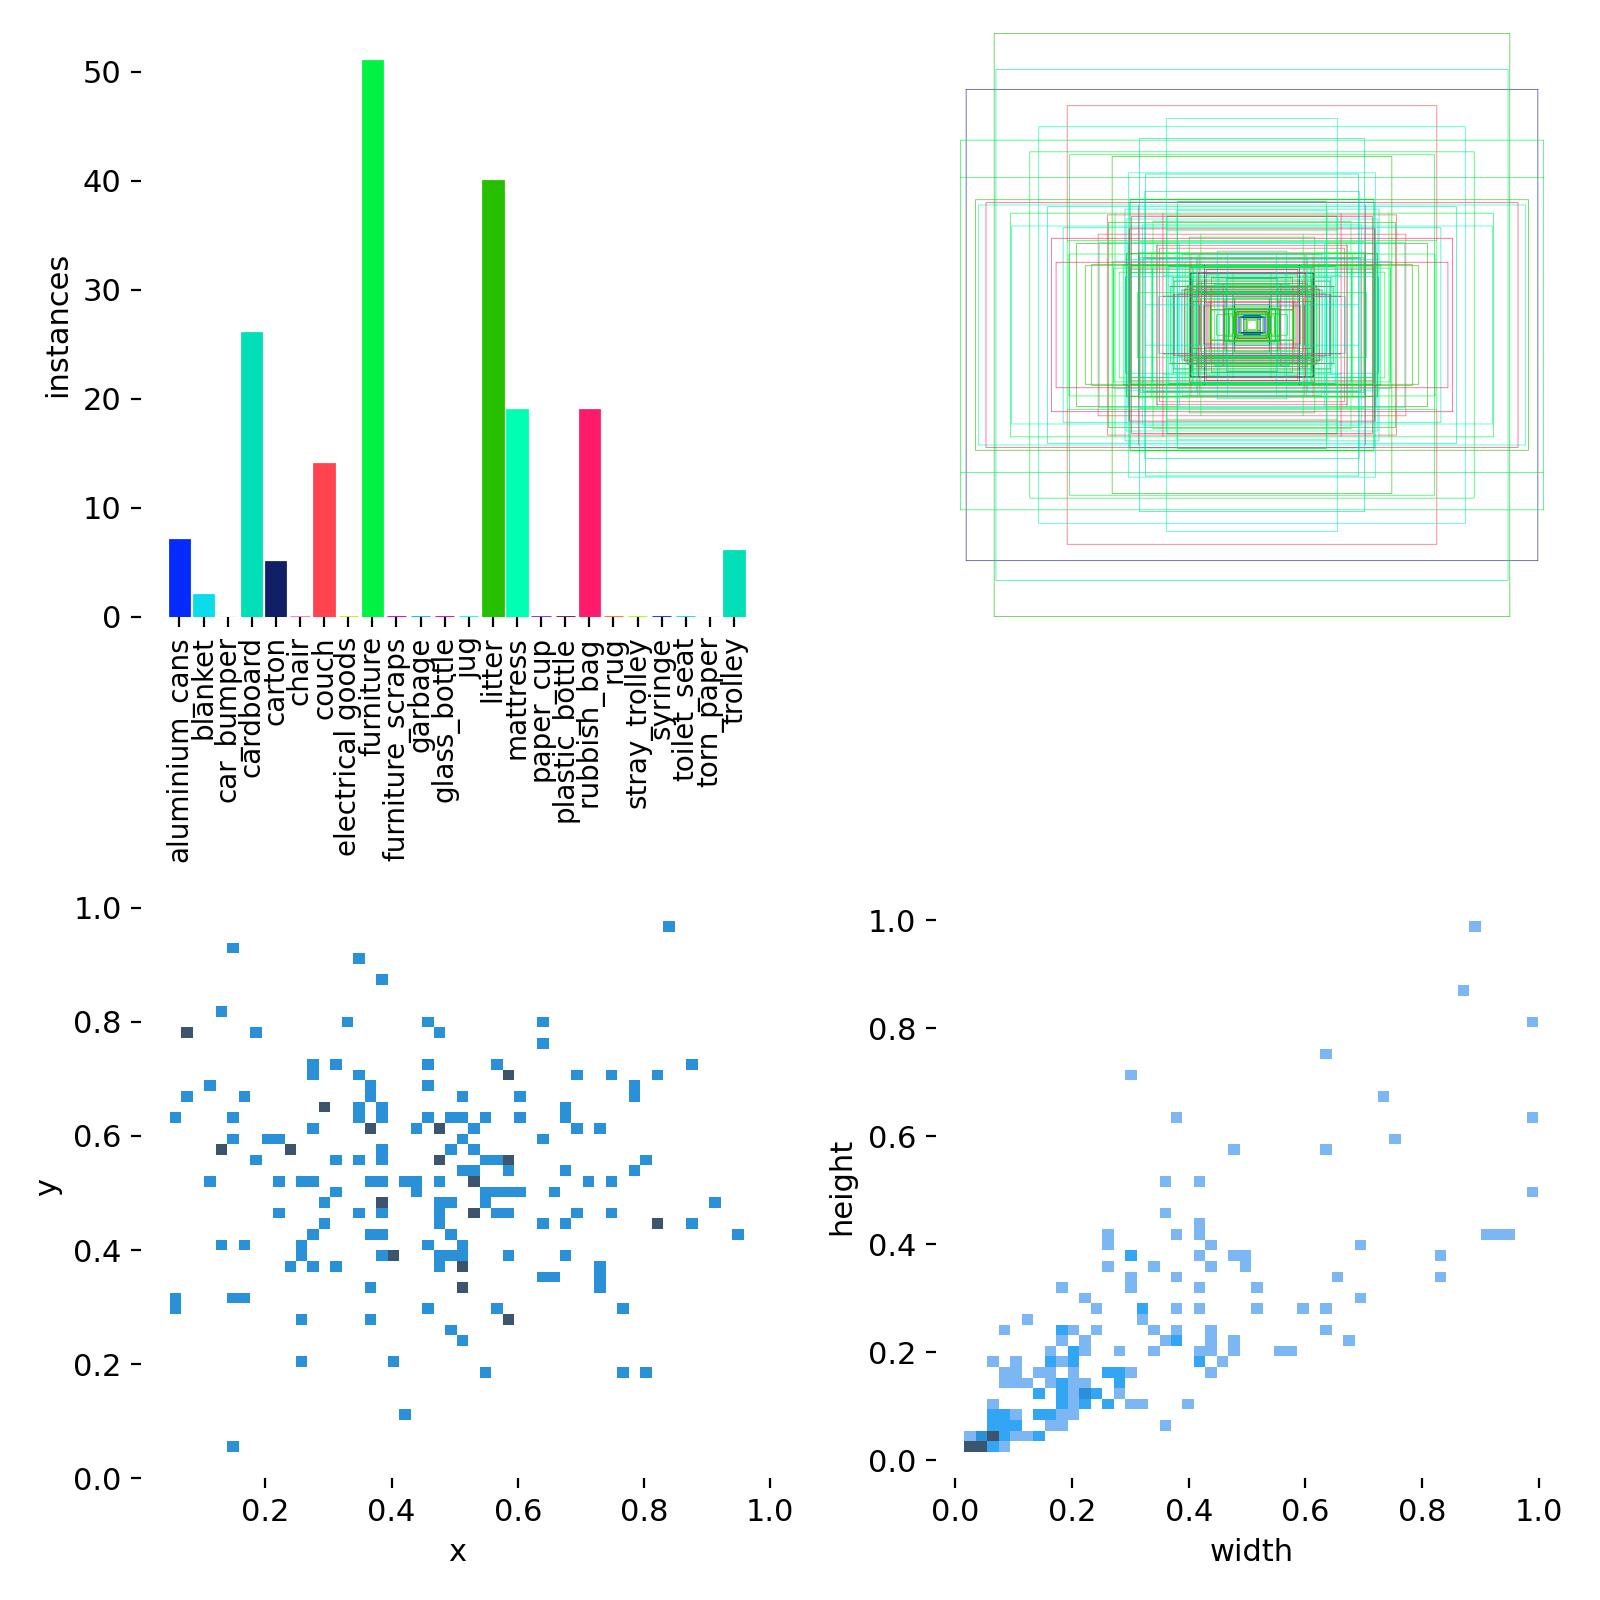 50
40
30
20
10
0
instances
aluminium_cans
blanket
car_bumper
cardboard
carton
chair
couch
electrical goods
furniture
furniture_scraps
garbage
glass_bottle
jug
litter
mattress
paper_cup
plastic_bottle
rubbish_bag
rug
stray_trolley
syringe
toilet_seat
torn_paper
trolley
1.0
0.8
0.6
0.4
0.2
0.0
y
0.2 0.4 0.6 0.8 1.0
x
1.0
0.8
0.6
0.4
0.2
0.0
height
0.0 0.2 0.4 0.6 0.8 1.0
width